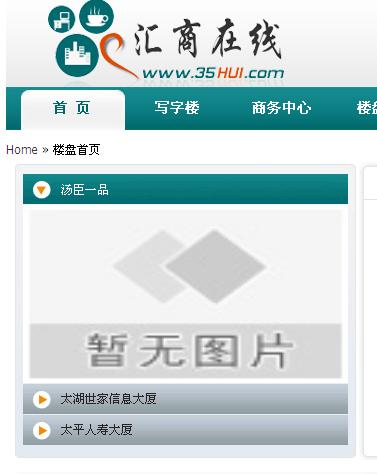 汇商在线
www.35HUI.com
首 页 写字楼 商务中心
Home » 楼盘首页
汤臣一品
暂无图片
太湖世家信息大厦
太平人寿大厦